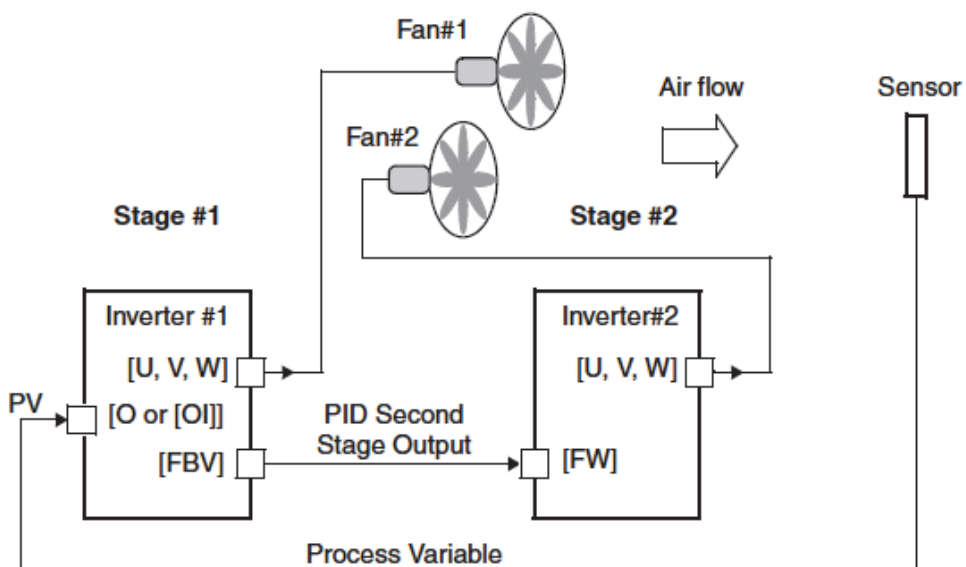 Fan#1
Air flow
Sensor
Fan#2
Stage #1
Stage #2
Inverter #1
Inverter#2
[U, V, W]
[U, V, W]
PV
[O or [OI]]
PID Second
Stage Output
[FBV]
[FW]
Process Variable